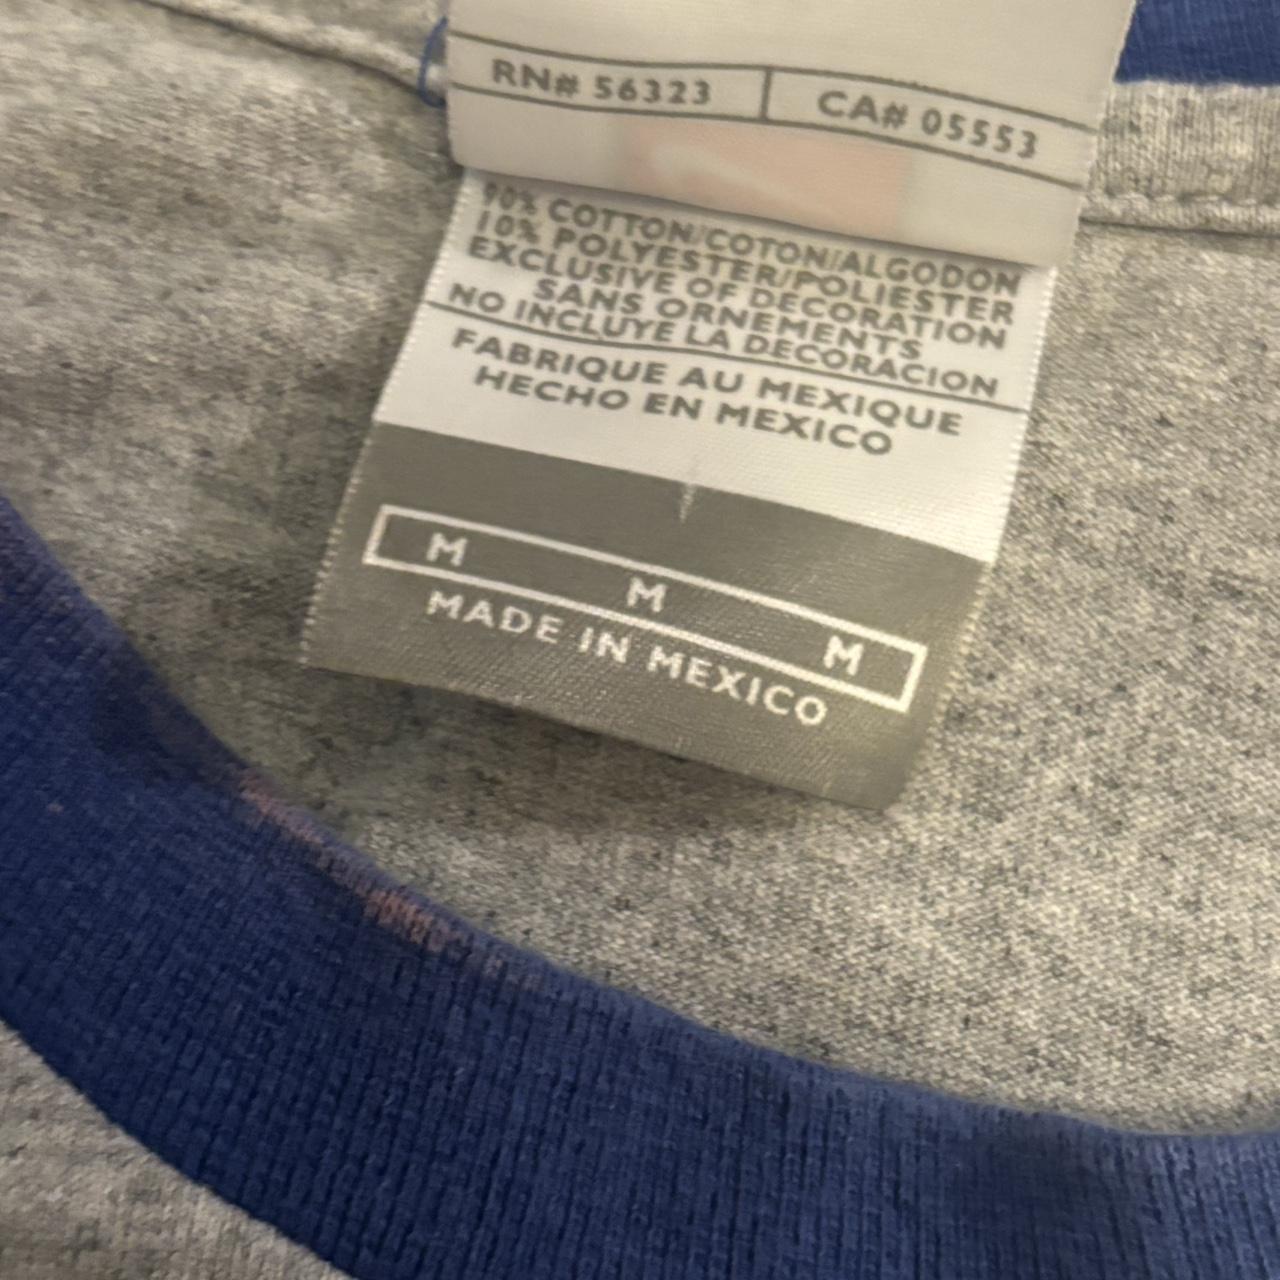 RN# 56323 CA# 05553
90% COTTON/COTON/ALGODON
10% POLYESTER/POLIESTER
EXCLUSIVE OF DECORATION
SANS ORNEMENTS
NO INCLUYE LA DECORACION
FABRIQUE AU MEXIQUE
HECHO EN MEXICO
M M M
MADE IN MEXICO